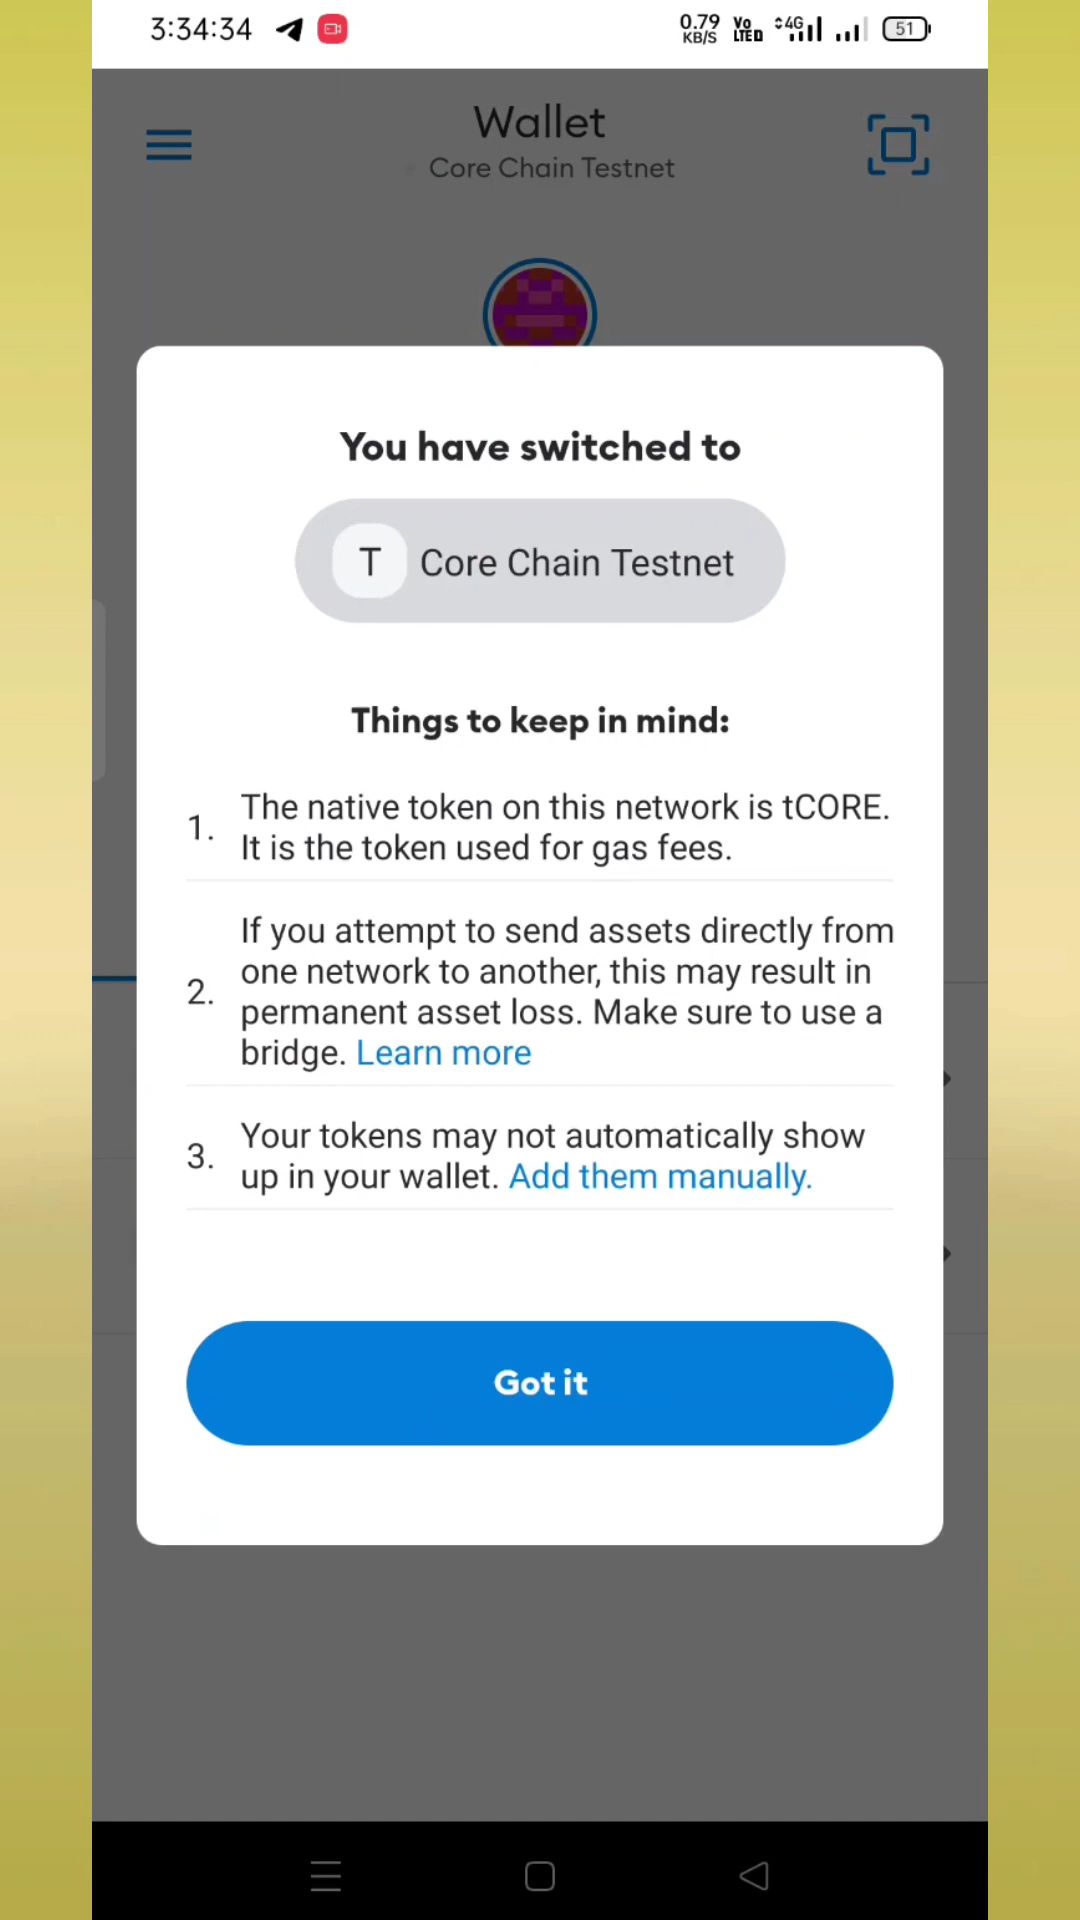 3:34:34
0.79 KB/S
Vo LTE
4G
51
Wallet
Core Chain Testnet
You have switched to
T Core Chain Testnet
Things to keep in mind:
1. The native token on this network is tCORE.
It is the token used for gas fees.
2. If you attempt to send assets directly from
one network to another, this may result in
permanent asset loss. Make sure to use a
bridge. Learn more
3. Your tokens may not automatically show
up in your wallet. Add them manually.
Got it